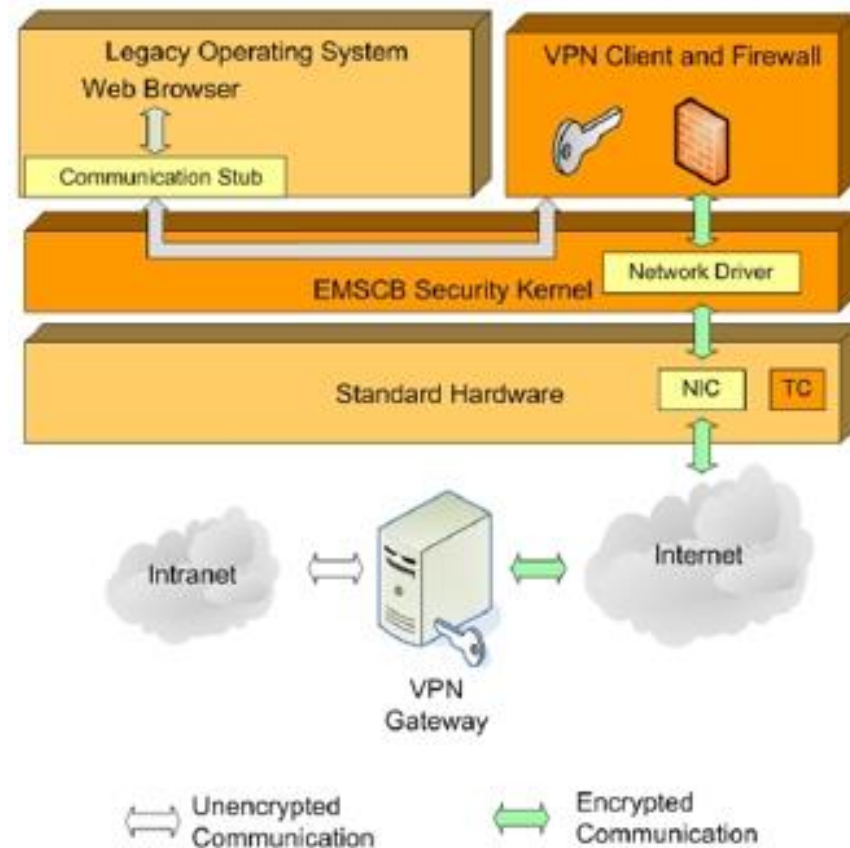 Legacy Operating System
Web Browser
Communication Stub
VPN Client and Firewall
Network Driver
EMSCB Security Kernel
Standard Hardware
NIC
TC
Intranet
Internet
VPN
Gateway
Unencrypted
Communication
Encrypted
Communication